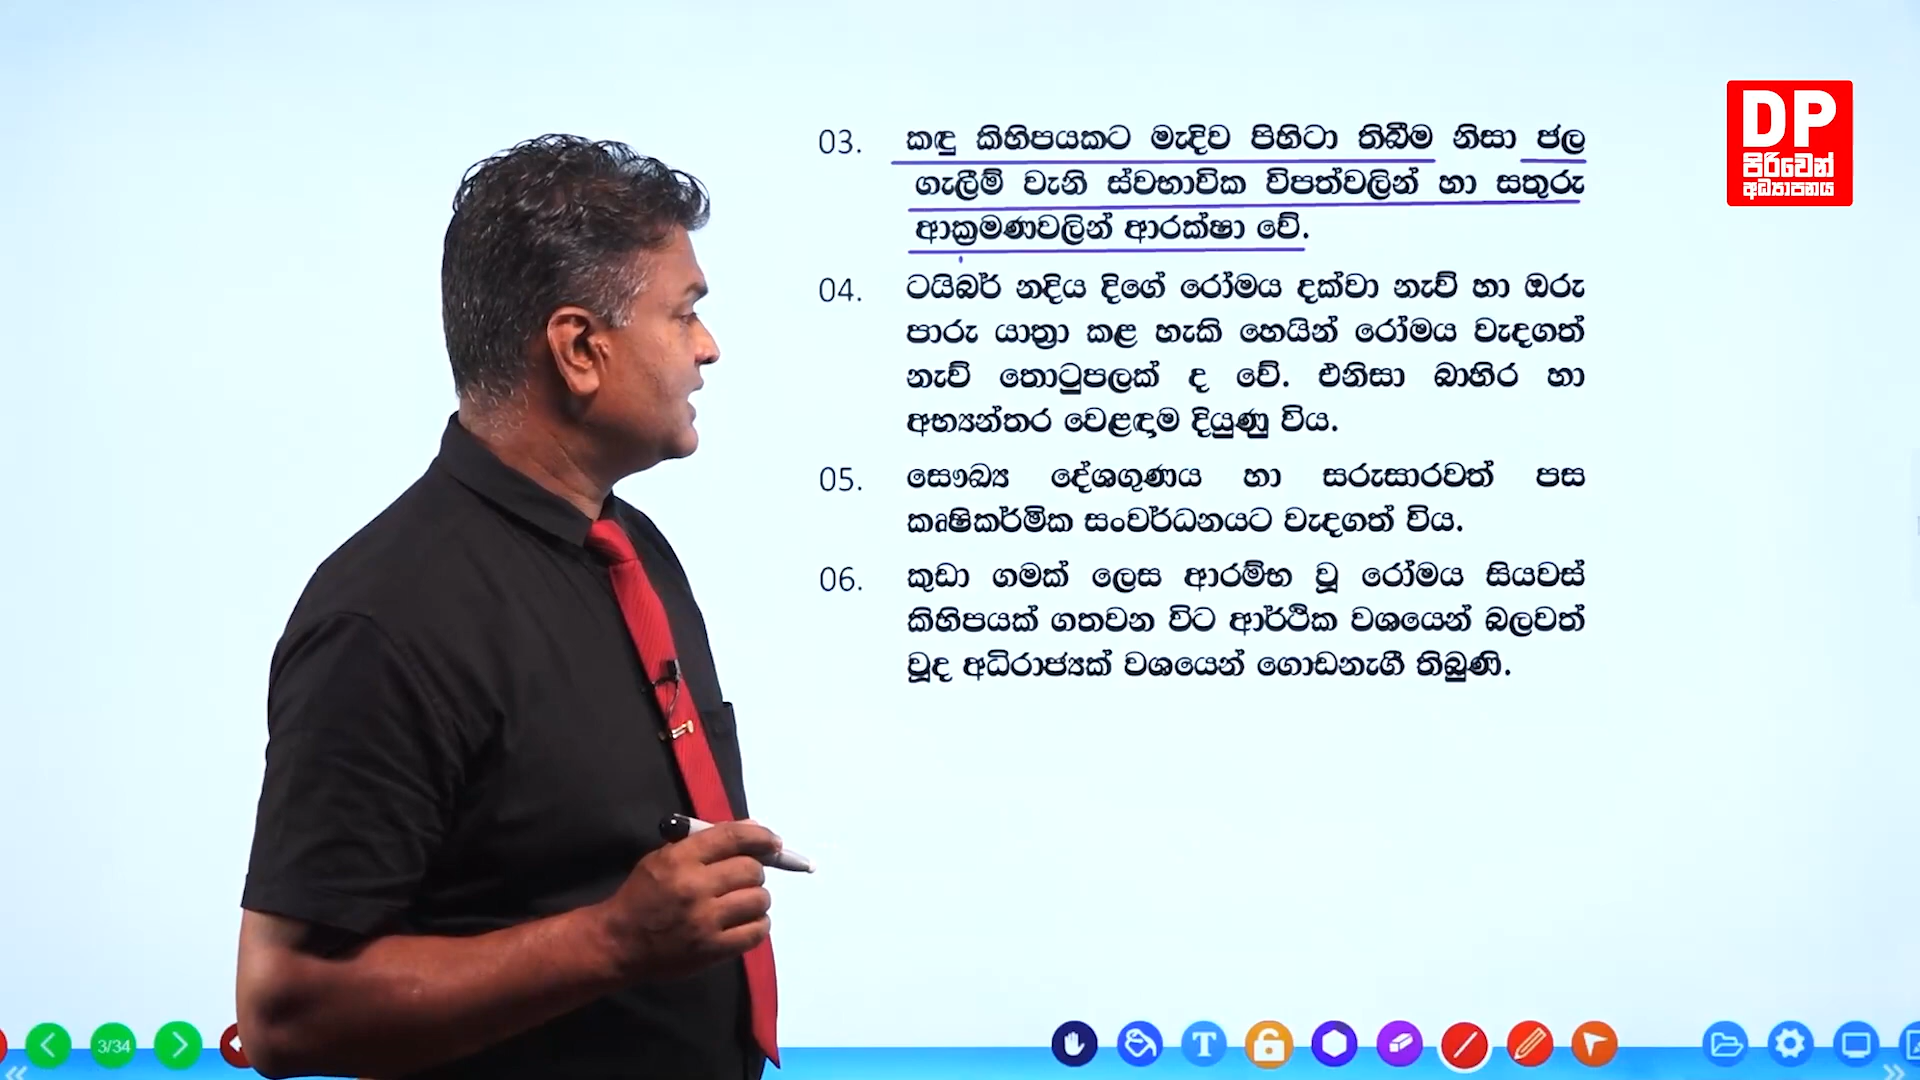 DP
පිරිවෙන්
අධ්‍යාපනය
03. කඳු කිහිපයකට මැදිව පිහිටා තිබීම නිසා ජල
ගැලීම් වැනි ස්වභාවික විපත්වලින් හා සතුරු
ආක්‍රමණවලින් ආරක්ෂා වේ.
04. ටයිබර් නදිය දිගේ රෝමය දක්වා නැව් හා ඔරු
පාරු යාත්‍රා කළ හැකි හෙයින් රෝමය වැදගත්
නැව් තොටුපලක් ද වේ. එනිසා බාහිර හා
අභ්‍යන්තර වෙළඳාම දියුණු විය.
05. සෞඛ්‍ය දේශගුණය හා සරුසාරවත් පස
කෘෂිකර්මික සංවර්ධනයට වැදගත් විය.
06. කුඩා ගමක් ලෙස ආරම්භ වූ රෝමය සියවස්
කිහිපයක් ගතවන විට ආර්ථික වශයෙන් බලවත්
වූද අධිරාජ්‍යක් වශයෙන් ගොඩනැගී තිබුණි.
3/34
T